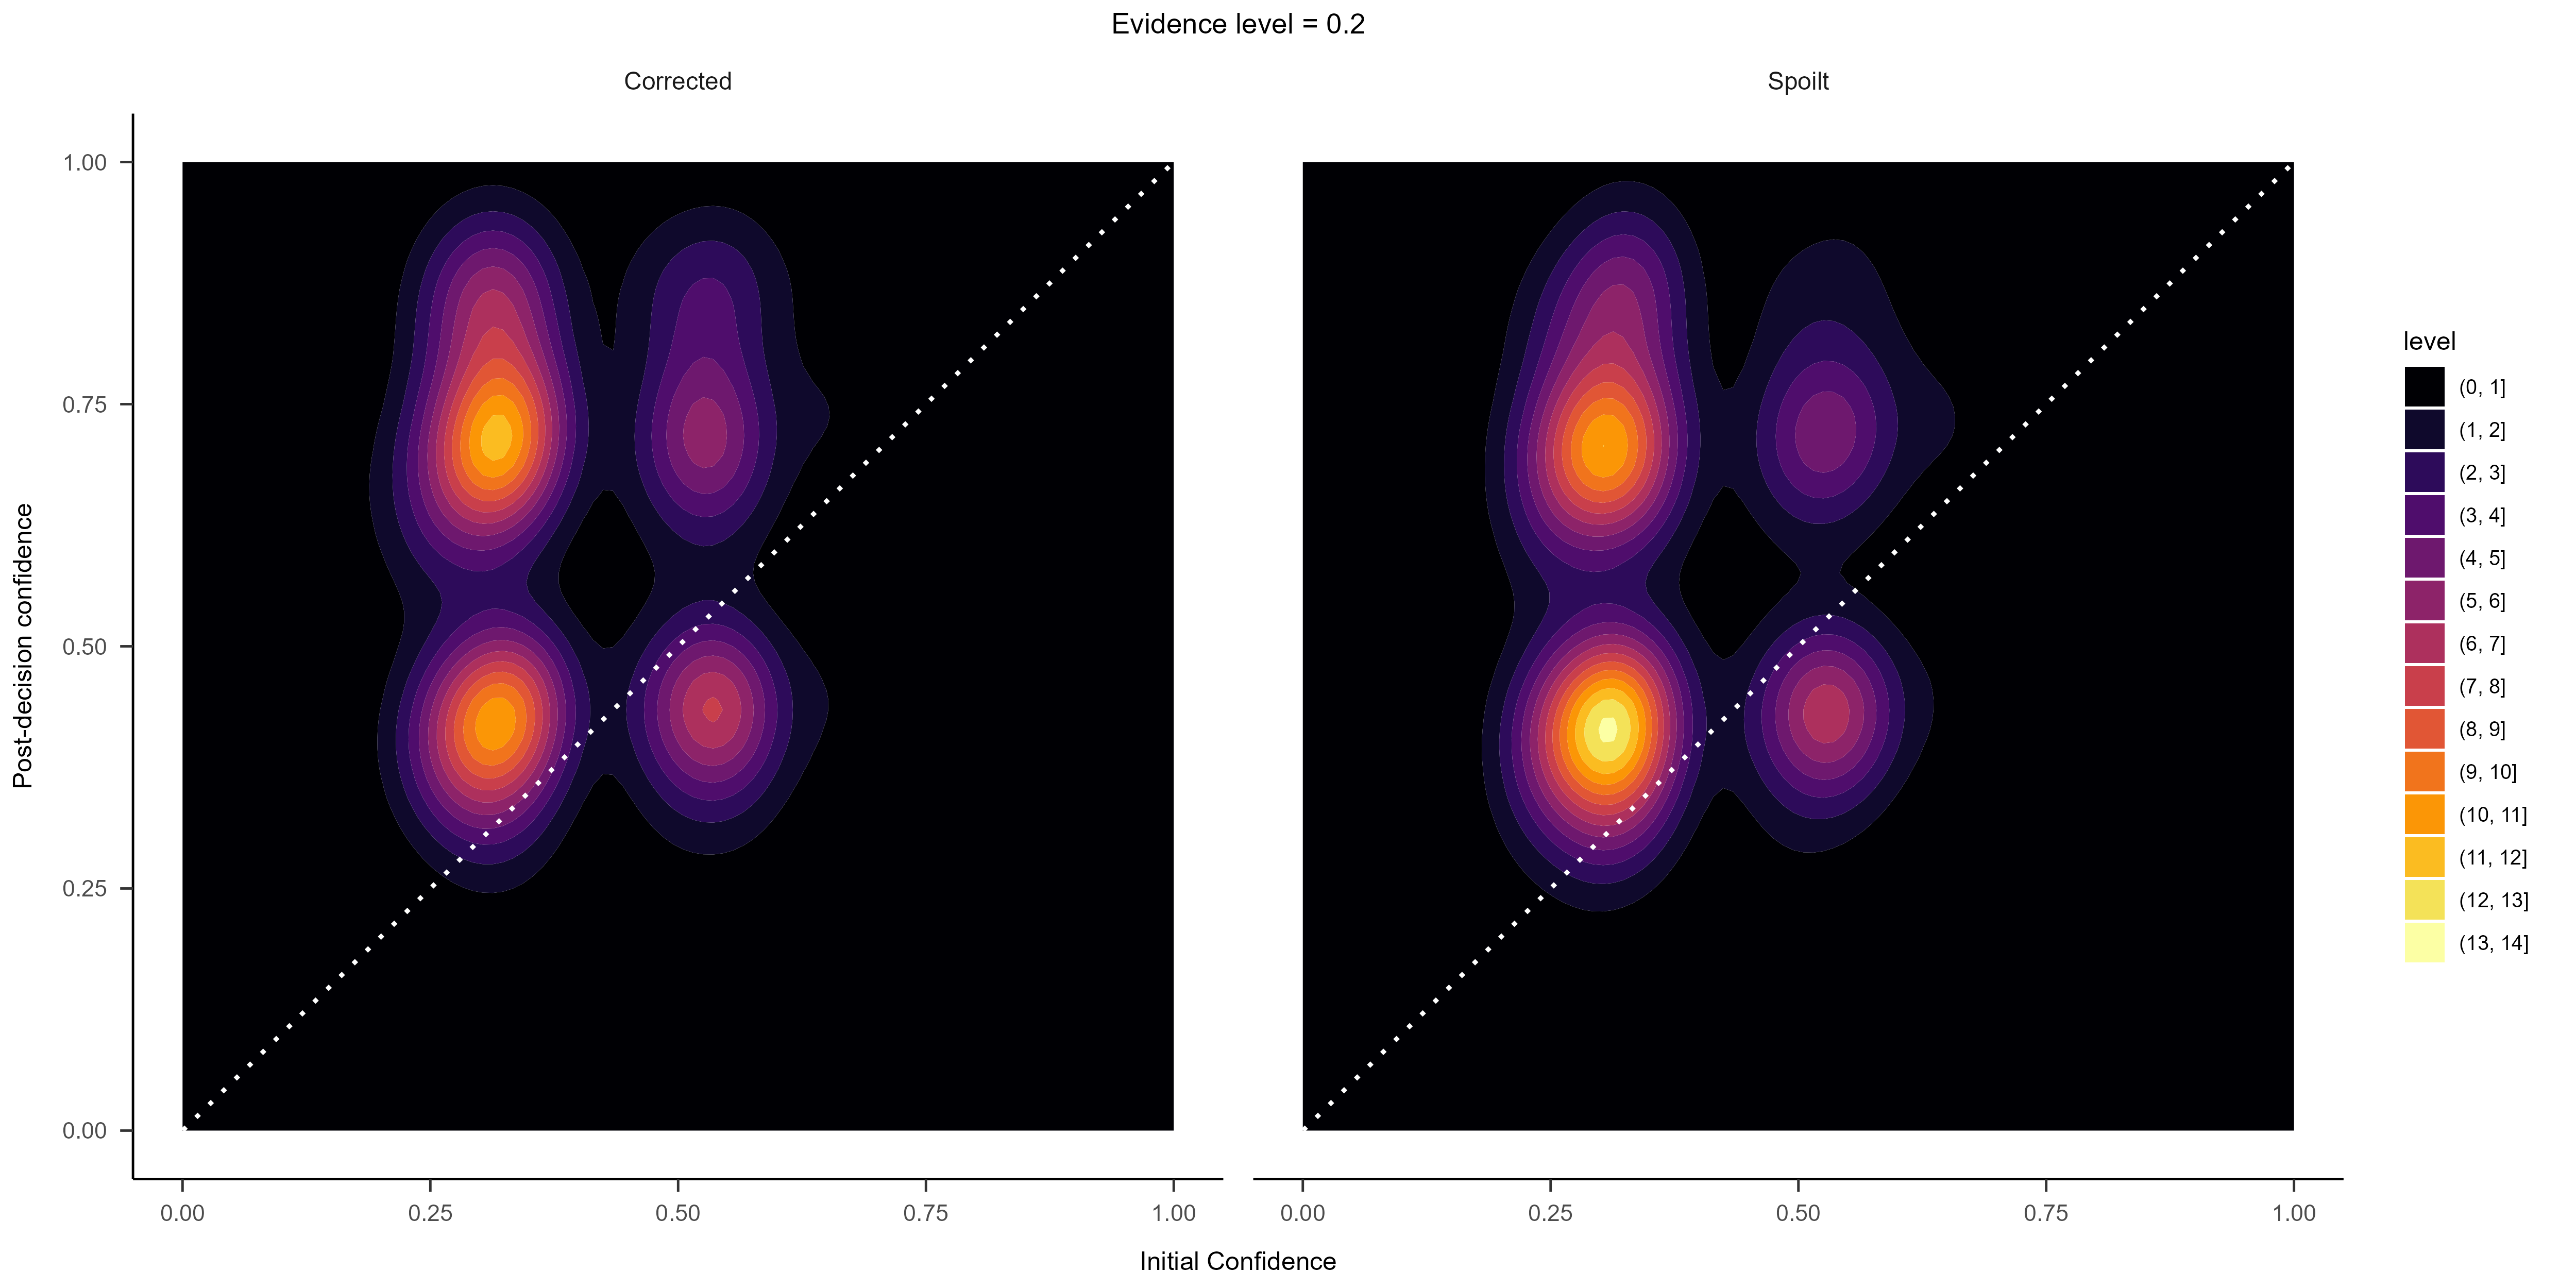 Evidence level = 0.2
Corrected
Spoilt
Post-decision confidence
1.00
0.75
0.50
0.25
0.00
0.00 0.25 0.50 0.75 1.00
0.00 0.25 0.50 0.75 1.00
Initial Confidence
level
(0, 1]
(1, 2]
(2, 3]
(3, 4]
(4, 5]
(5, 6]
(6, 7]
(7, 8]
(8, 9]
(9, 10]
(10, 11]
(11, 12]
(12, 13]
(13, 14]